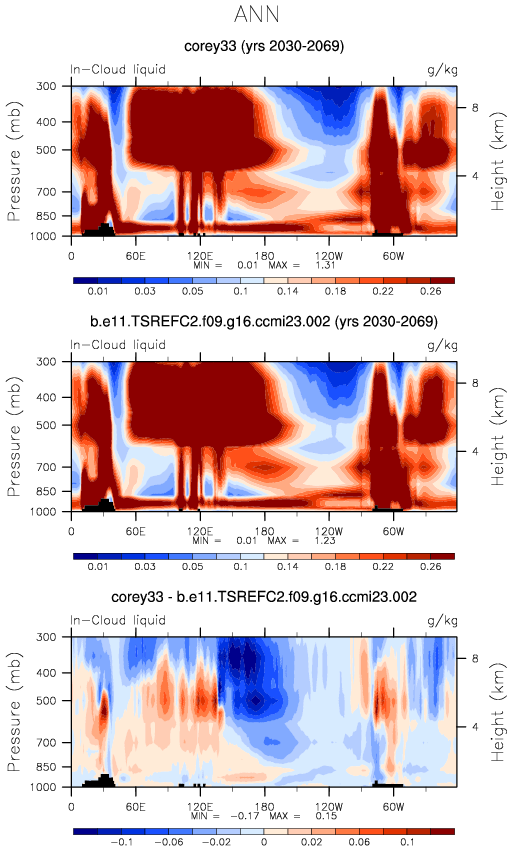 ANN
corey33 (yrs 2030-2069)
In-Cloud liquid g/kg
300
400
500
700
850
1000
Pressure (mb)
8
4
Height (km)
0 60E 120E 180 120W 60W
MIN = 0.01 MAX = 1.31
0.01 0.03 0.05 0.1 0.14 0.18 0.22 0.26
b.e11.TSREFC2.f09.g16.ccmi23.002 (yrs 2030-2069)
In-Cloud liquid g/kg
300
400
500
700
850
1000
Pressure (mb)
8
4
Height (km)
0 60E 120E 180 120W 60W
MIN = 0.01 MAX = 1.23
0.01 0.03 0.05 0.1 0.14 0.18 0.22 0.26
corey33 - b.e11.TSREFC2.f09.g16.ccmi23.002
In-Cloud liquid g/kg
300
400
500
700
850
1000
Pressure (mb)
8
4
Height (km)
0 60E 120E 180 120W 60W
MIN = -0.17 MAX = 0.15
-0.1 -0.06 -0.02 0 0.02 0.06 0.1